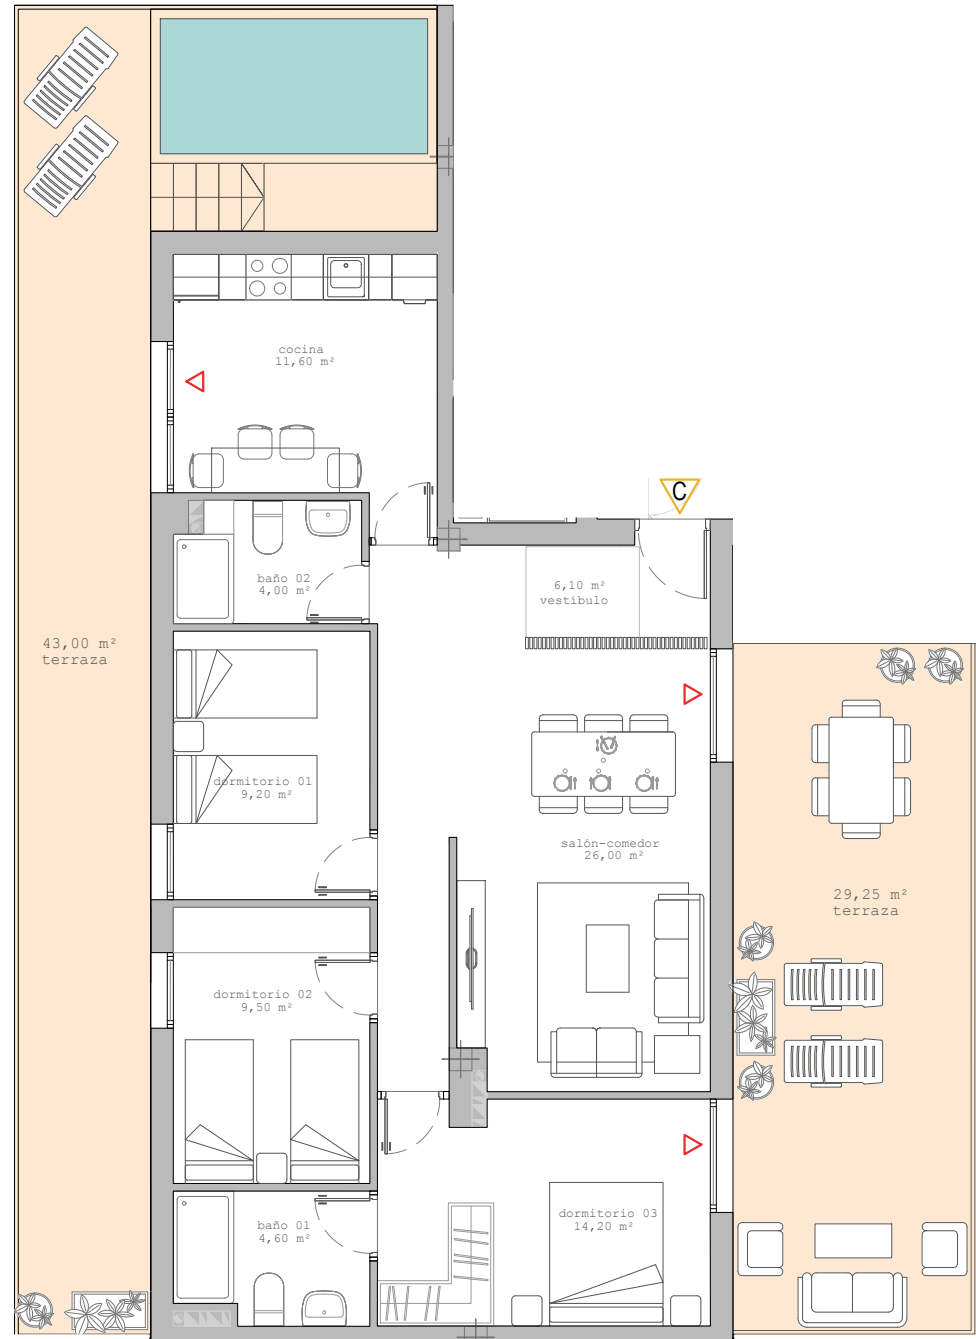 cocina
11,60 m²
C
baño 02
4,00 m²
6,10 m²
vestíbulo
43,00 m²
terraza
dormitorio 01
9,20 m²
salón-comedor
26,00 m²
29,25 m²
terraza
dormitorio 02
9,50 m²
dormitorio 03
14,20 m²
baño 01
4,60 m²